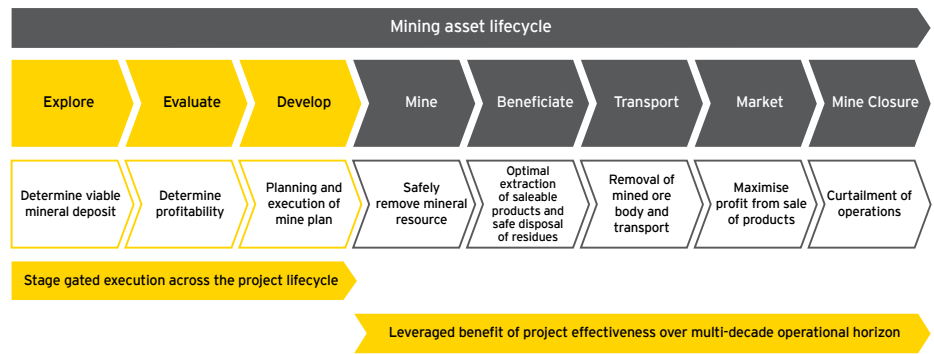 Mining asset lifecycle
Explore
Evaluate
Develop
Mine
Beneficiate
Transport
Market
Mine Closure
Determine viable
mineral deposit
Determine
profitability
Planning and
execution of
mine plan
Safely
remove mineral
resource
Optimal
extraction
of saleable
products and
safe disposal
of residues
Removal of
mined ore
body and
transport
Maximise
profit from sale
of products
Curtailment of
operations
Stage gated execution across the project lifecycle
Leveraged benefit of project effectiveness over multi-decade operational horizon